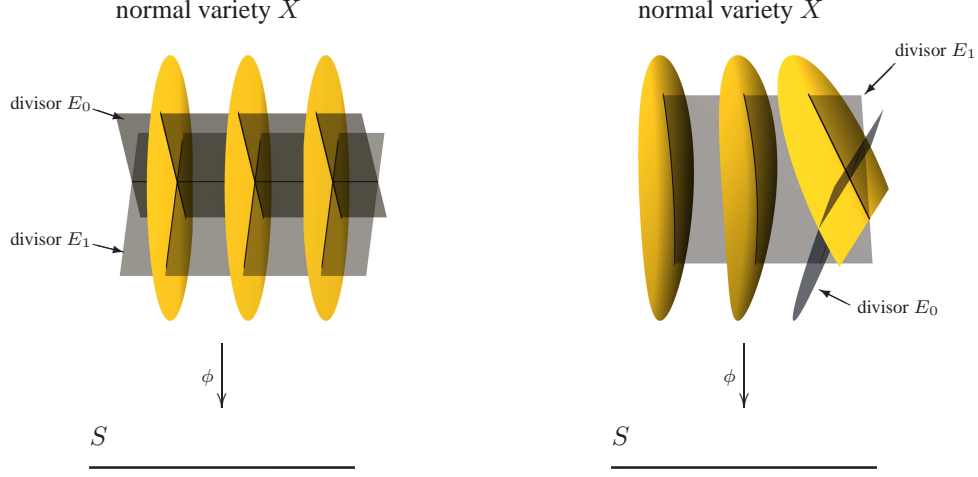 normal variety X
divisor E₀
divisor E₁
ϕ
S
normal variety X
divisor E₁
divisor E₀
ϕ
S